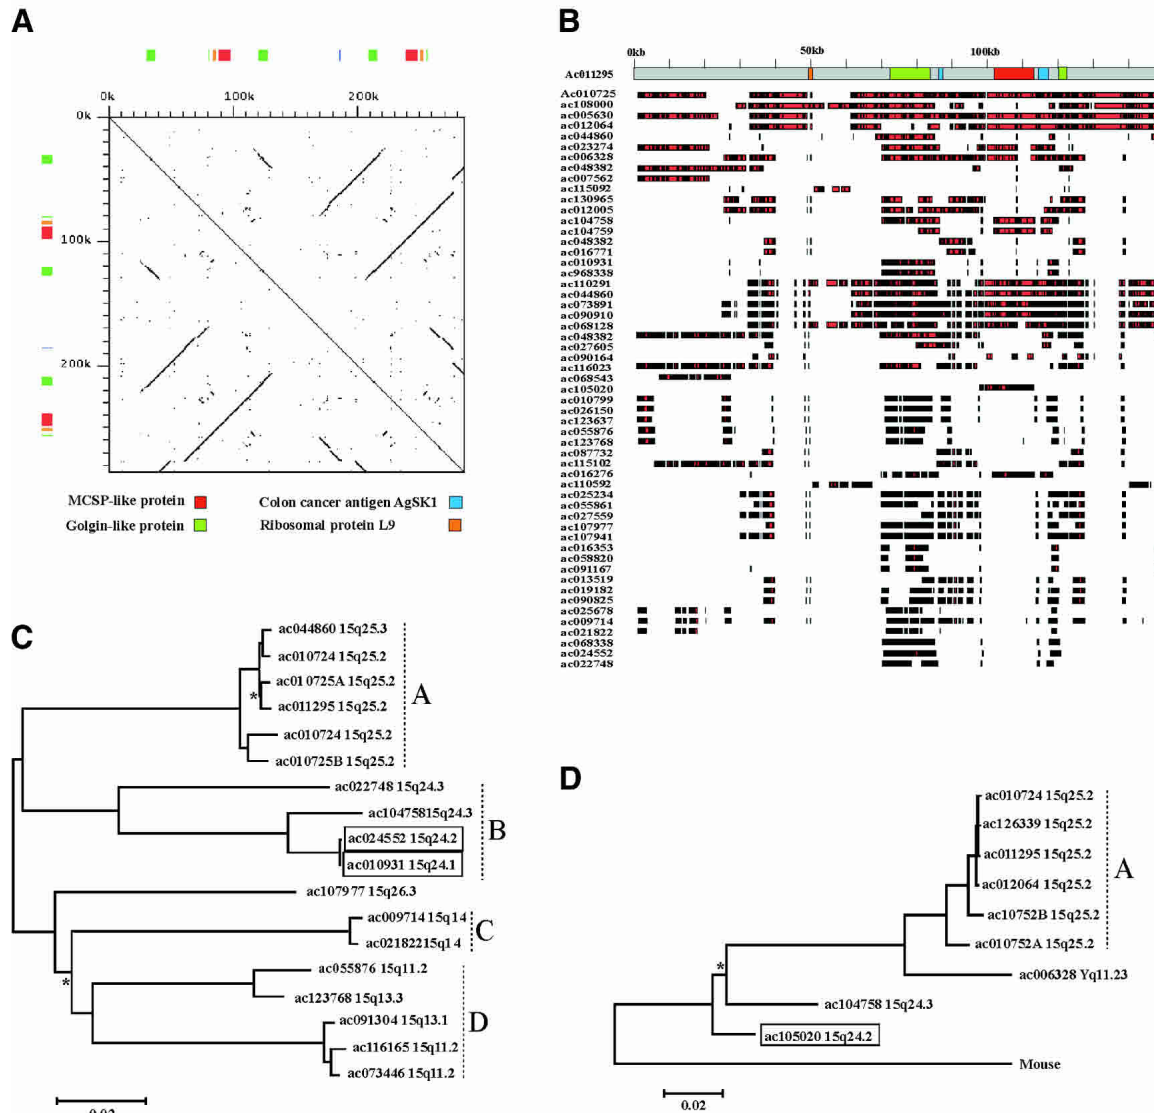 A
0k
100k
200k
0k
100k
200k
MCSP-like protein
Colon cancer antigen AgSK1
Golgin-like protein
Ribosomal protein L9
B
0kb
50kb
100kb
Ac011295
Ac010725
ac108000
ac005630
ac012064
ac044860
ac023274
ac006328
ac048382
ac007562
ac115092
ac130965
ac012005
ac104758
ac104759
ac048382
ac016771
ac010931
ac968338
ac110291
ac044860
ac073891
ac090910
ac068128
ac048382
ac027605
ac090164
ac116023
ac068543
ac105020
ac010799
ac026150
ac123637
ac055876
ac123768
ac087732
ac115102
ac016276
ac110592
ac025234
ac055861
ac027559
ac107977
ac107941
ac016353
ac058820
ac091167
ac013519
ac019182
ac090825
ac025678
ac009714
ac021822
ac068338
ac024552
ac022748
C
ac044860 15q25.3
ac010724 15q25.2
ac010725A 15q25.2
*
ac011295 15q25.2
ac010724 15q25.2
ac010725B 15q25.2
A
ac022748 15q24.3
ac10475815q24.3
ac024552 15q24.2
ac010931 15q24.1
B
ac107977 15q26.3
ac009714 15q14
ac02182215q14
C
*
ac055876 15q11.2
ac123768 15q13.3
ac091304 15q13.1
ac116165 15q11.2
ac073446 15q11.2
D
0.02
D
ac010724 15q25.2
ac126339 15q25.2
ac011295 15q25.2
ac012064 15q25.2
ac10752B 15q25.2
ac010752A 15q25.2
A
*
ac006328 Yq11.23
ac104758 15q24.3
ac105020 15q24.2
Mouse
0.02